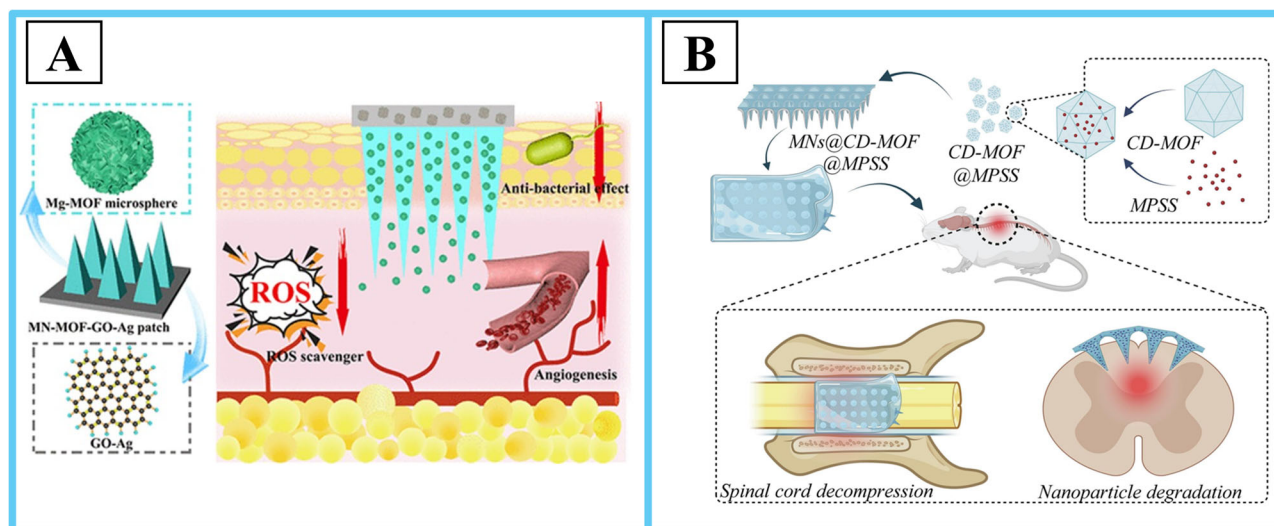 A
Mg-MOF microsphere
MN-MOF-GO-Ag patch
GO-Ag
Anti-bacterial effect
ROS
ROS scavenger
Angiogenesis
B
MNs@CD-MOF
@MPSS
CD-MOF
@MPSS
CD-MOF
MPSS
Spinal cord decompression
Nanoparticle degradation